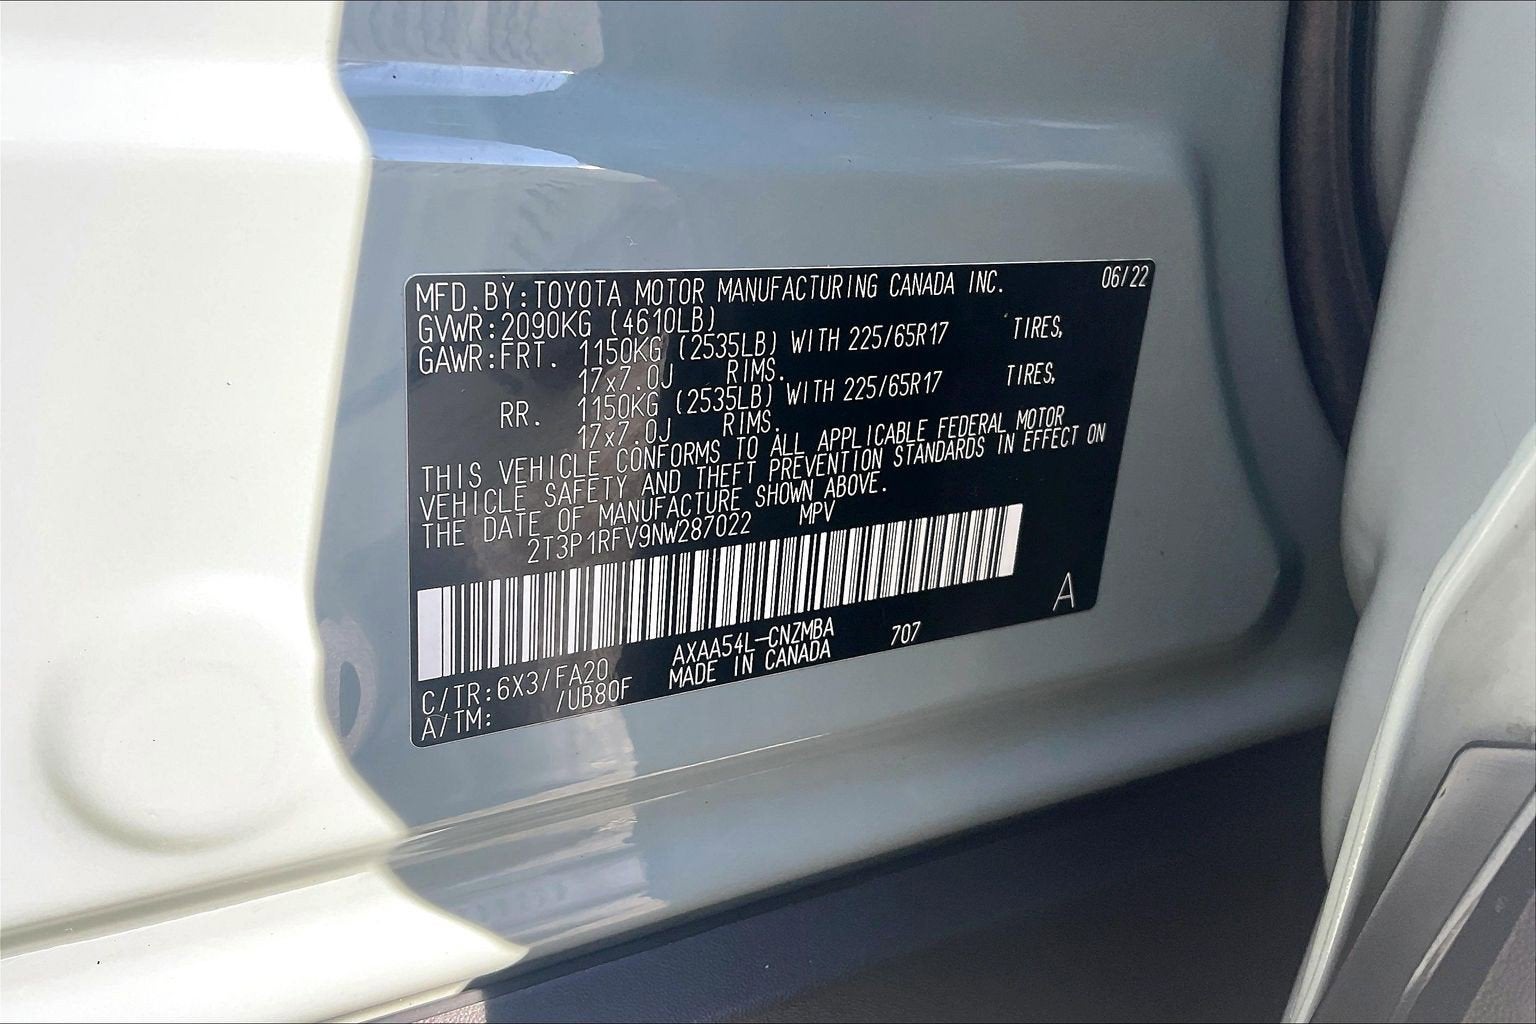 MFD.BY:TOYOTA MOTOR MANUFACTURING CANADA INC. 06/22
GVWR:2090KG (4610LB)
GAWR:FRT. 1150KG (2535LB) WITH 225/65R17 TIRES,
17x7.0J RIMS.
RR. 1150KG (2535LB) WITH 225/65R17 TIRES,
17x7.0J RIMS.
THIS VEHICLE CONFORMS TO ALL APPLICABLE FEDERAL MOTOR
VEHICLE SAFETY AND THEFT PREVENTION STANDARDS IN EFFECT ON
THE DATE OF MANUFACTURE SHOWN ABOVE.
2T3P1RFV9NW287022 MPV
A
AXAA54L-CNZMBA 707
C/TR:6X3/FA20 MADE IN CANADA
A/TM: /UB80F